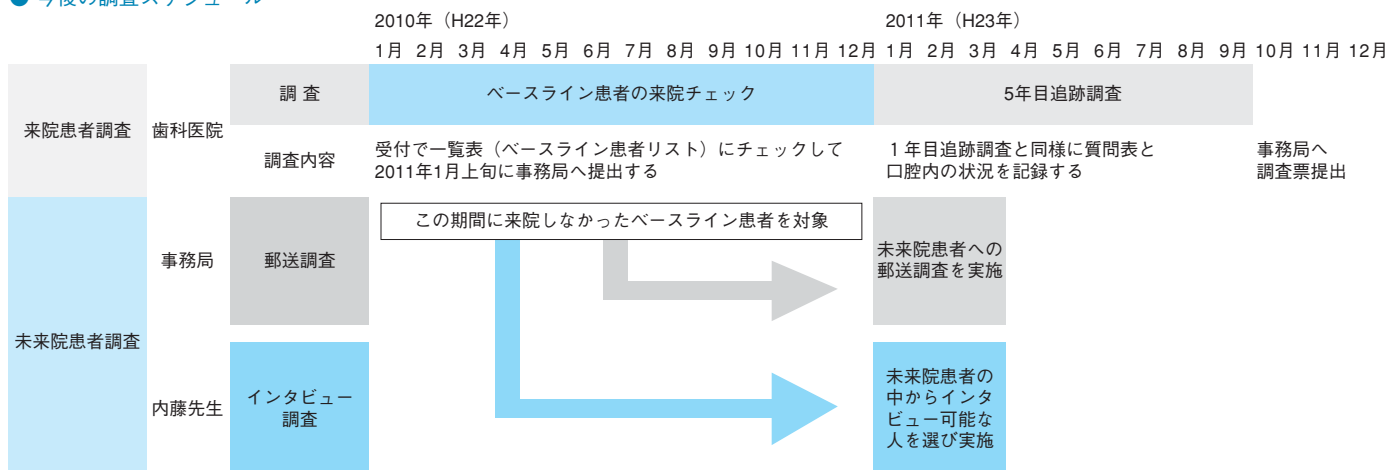 ● 今後の調査スケジュール
2010年（H22年）
2011年（H23年）
1月 2月 3月 4月 5月 6月 7月 8月 9月 10月 11月 12月 1月 2月 3月 4月 5月 6月 7月 8月 9月 10月 11月 12月
来院患者調査
歯科医院
調 査
ベースライン患者の来院チェック
5年目追跡調査
調査内容
受付で一覧表（ベースライン患者リスト）にチェックして
2011年1月上旬に事務局へ提出する
１年目追跡調査と同様に質問表と
口腔内の状況を記録する
事務局へ
調査票提出
未来院患者調査
事務局
郵送調査
この期間に来院しなかったベースライン患者を対象
未来院患者への
郵送調査を実施
内藤先生
インタビュー
調査
未来院患者の
中からインタ
ビュー可能な
人を選び実施